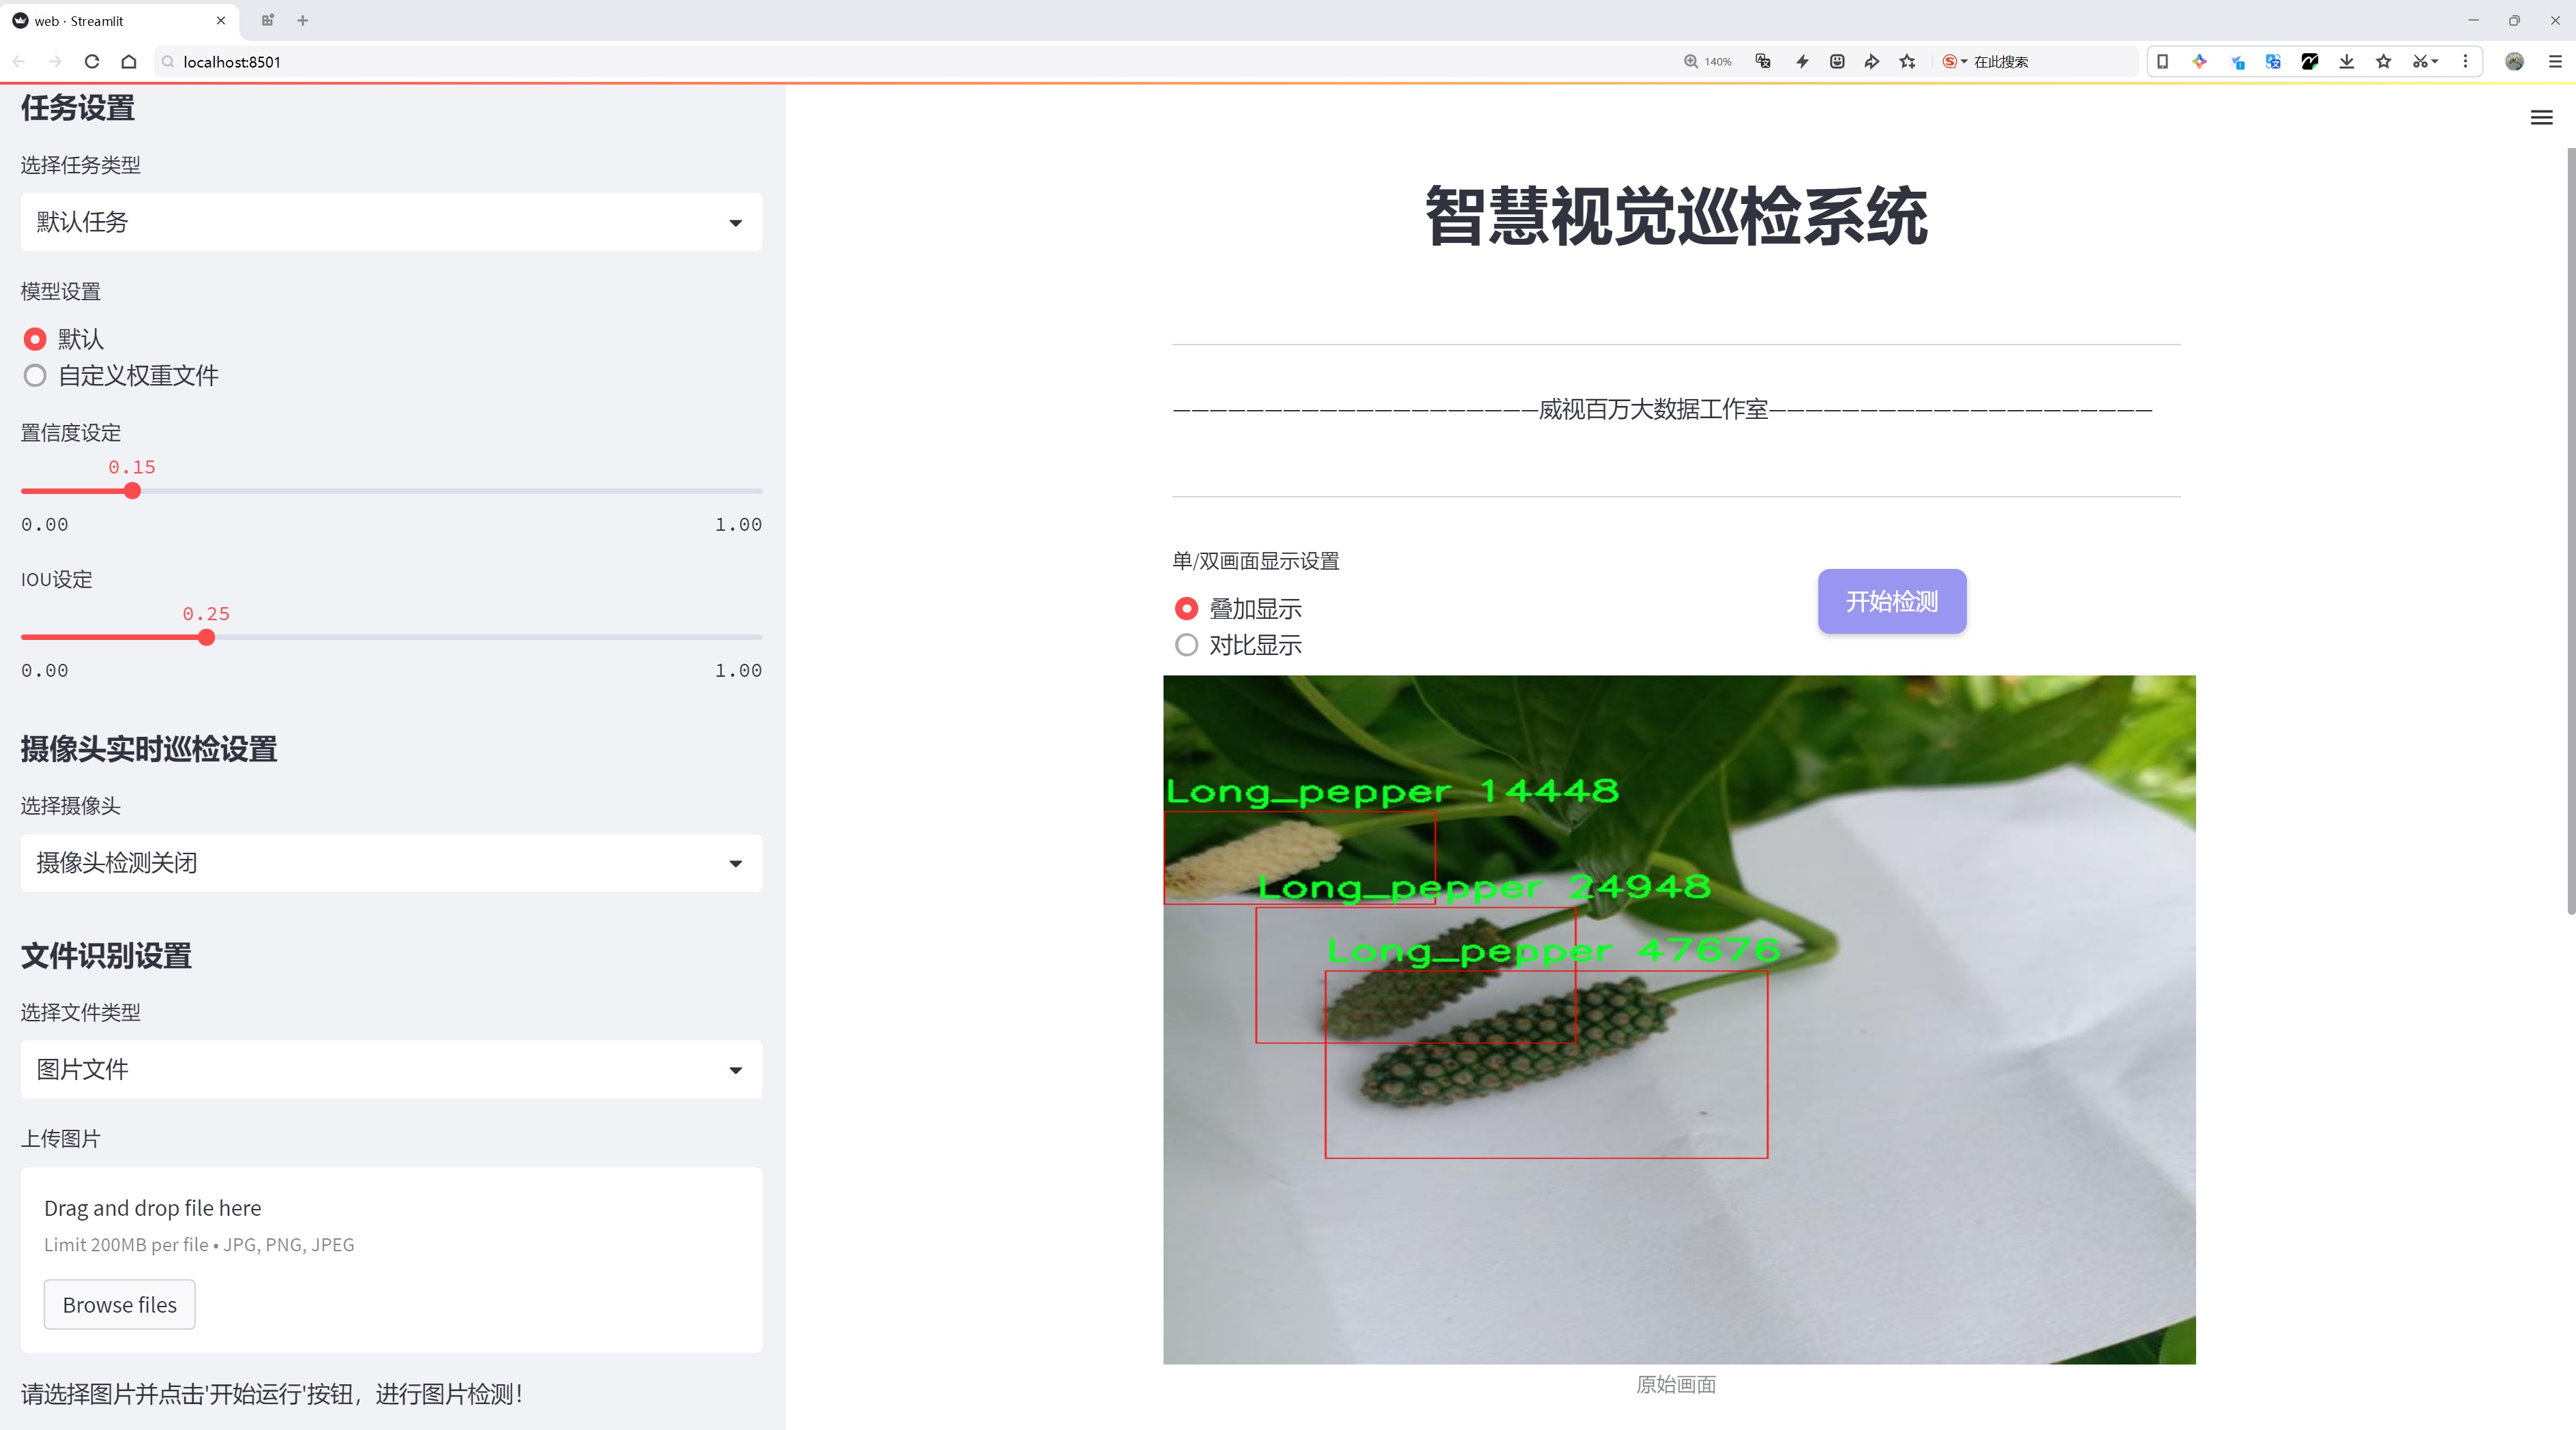 web · Streamlit
localhost:8501
140%
在此搜索
任务设置
选择任务类型
默认任务
模型设置
默认
自定义权重文件
置信度设定
0.15
0.00
1.00
IOU设定
0.25
0.00
1.00
摄像头实时巡检设置
选择摄像头
摄像头检测关闭
文件识别设置
选择文件类型
图片文件
上传图片
Drag and drop file here
Limit 200MB per file • JPG, PNG, JPEG
Browse files
请选择图片并点击'开始运行'按钮，进行图片检测！
智慧视觉巡检系统
————————————————————威视百万大数据工作室—————————————————————
单/双画面显示设置
叠加显示
对比显示
开始检测
Long_pepper 14448
Long_pepper 24948
Long_pepper 47676
原始画面